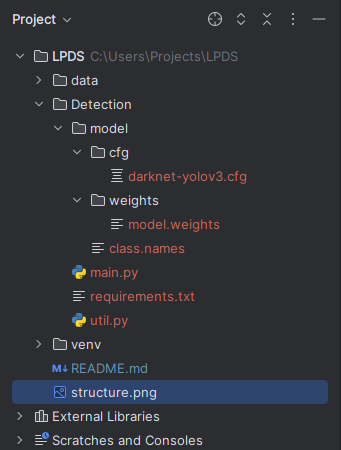 Project
LPDS C:\Users\Projects\LPDS
data
Detection
model
cfg
darknet-yolov3.cfg
weights
model.weights
class.names
main.py
requirements.txt
util.py
venv
M↓ README.md
structure.png
External Libraries
Scratches and Consoles